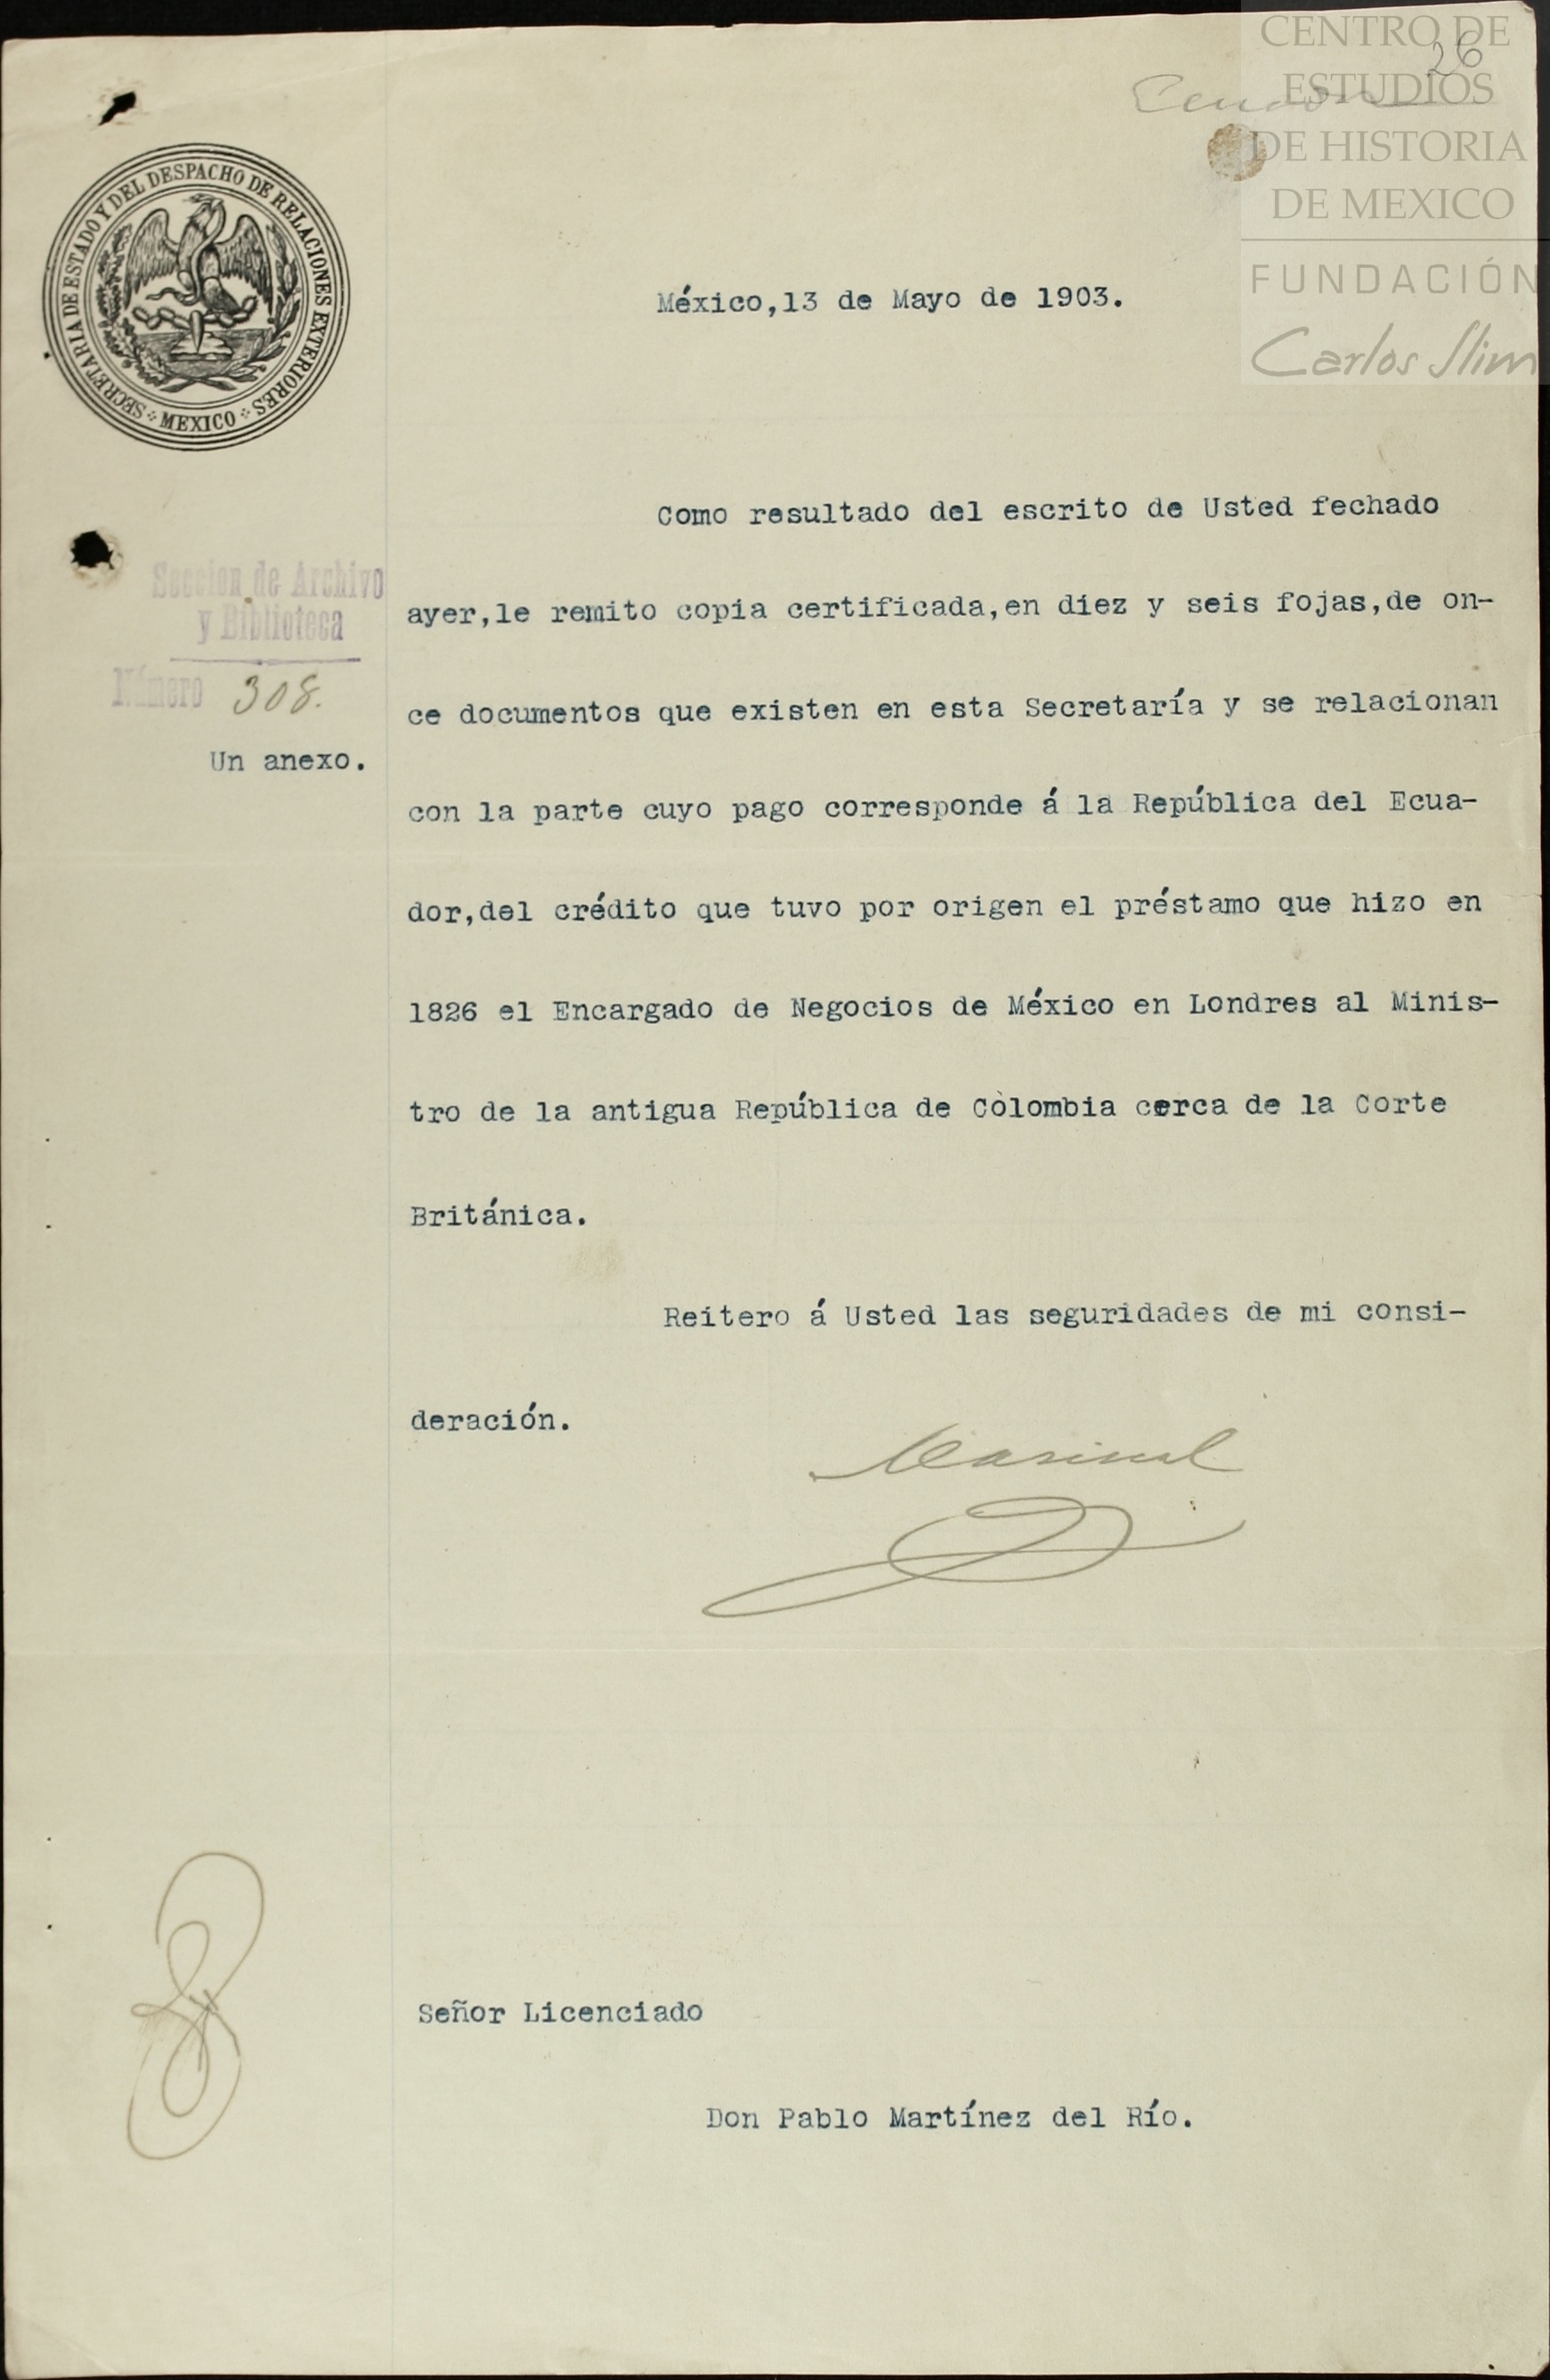 CENTRO DE
ESTUDIOS
DE HISTORIA
DE MEXICO
FUNDACIÓN
Carlos Slim
26
SECRETARIA DE ESTADO Y DEL DESPACHO DE RELACIONES EXTERIORES
MEXICO
México,13 de Mayo de 1903.
Seccion de Archivo
y Biblioteca
Número 308.
Un anexo.
Como resultado del escrito de Usted fechado
ayer,le remito copia certificada,en diez y seis fojas,de on-
ce documentos que existen en esta Secretaría y se relacionan
con la parte cuyo pago corresponde á la República del Ecua-
dor,del crédito que tuvo por origen el préstamo que hizo en
1826 el Encargado de Negocios de México en Londres al Minis-
tro de la antigua República de Colombia cerca de la Corte
Británica.
Reitero á Usted las seguridades de mi consi-
deración.
Mariscal
Señor Licenciado
Don Pablo Martínez del Río.